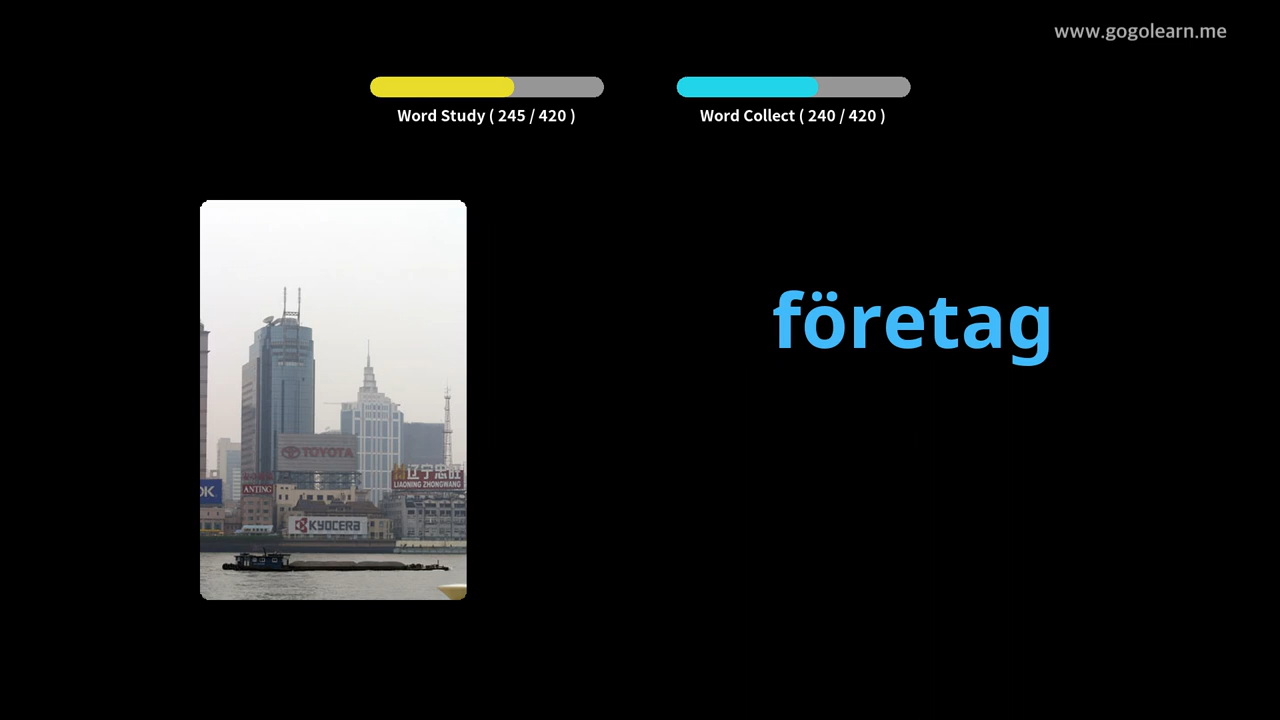 www.gogolearn.me
Word Study ( 245 / 420 )
Word Collect ( 240 / 420 )
företag
TOYOTA
辽宁忠旺
LIAONING ZHONGWANG
ANTING
KYOCERA